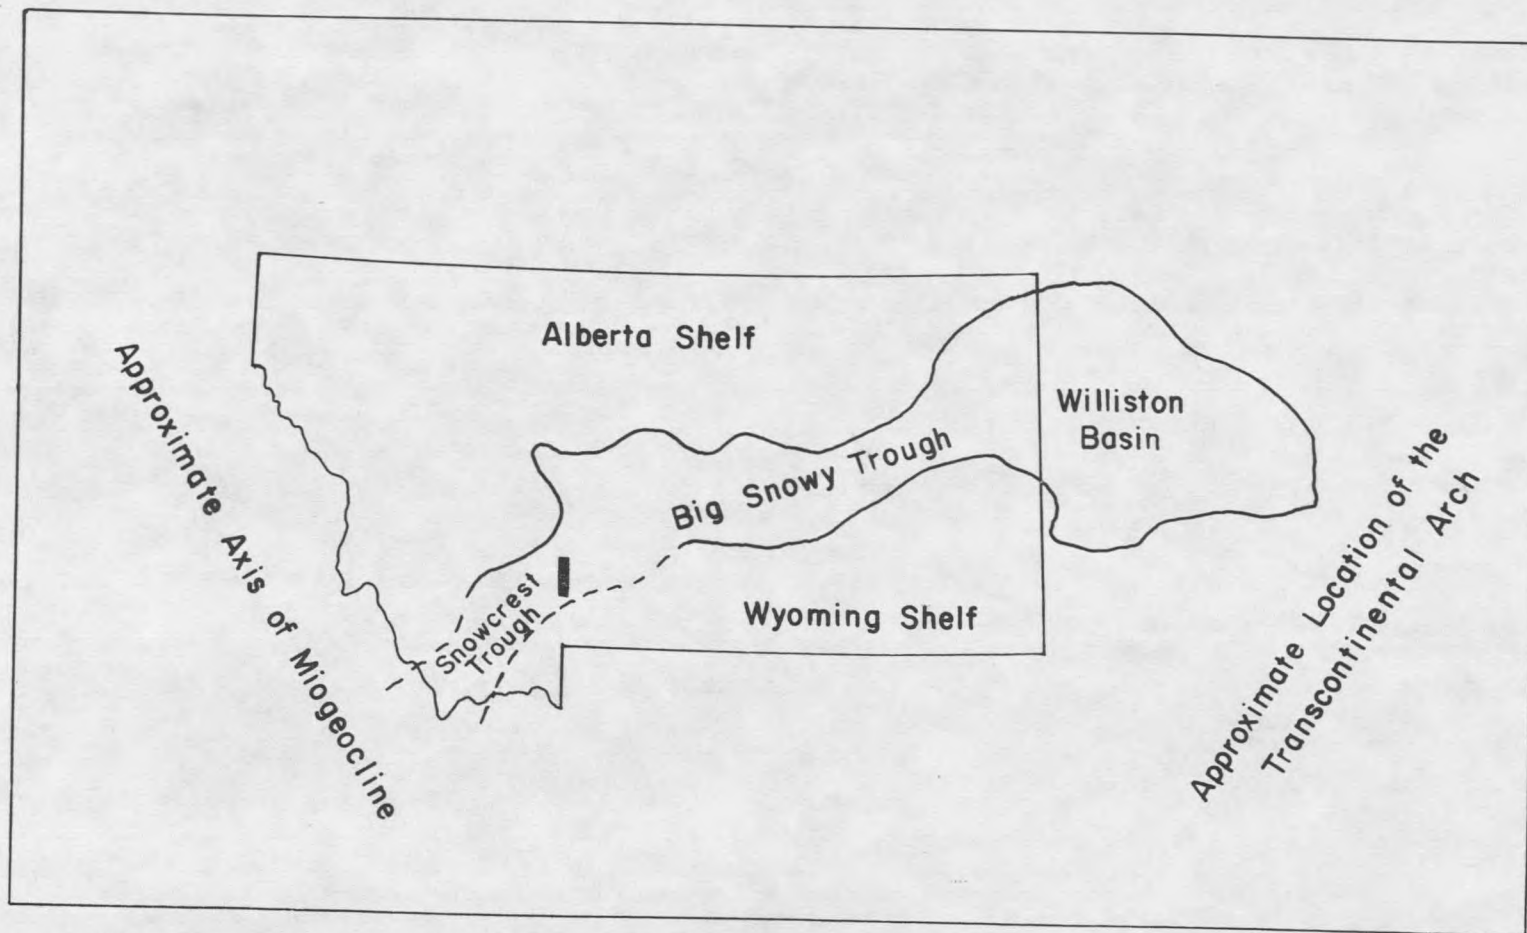 Alberta Shelf
Williston
Basin
Big Snowy Trough
Snowcrest
Trough
Wyoming Shelf
Approximate Axis of Miogeocline
Approximate Location of the
Transcontinental Arch